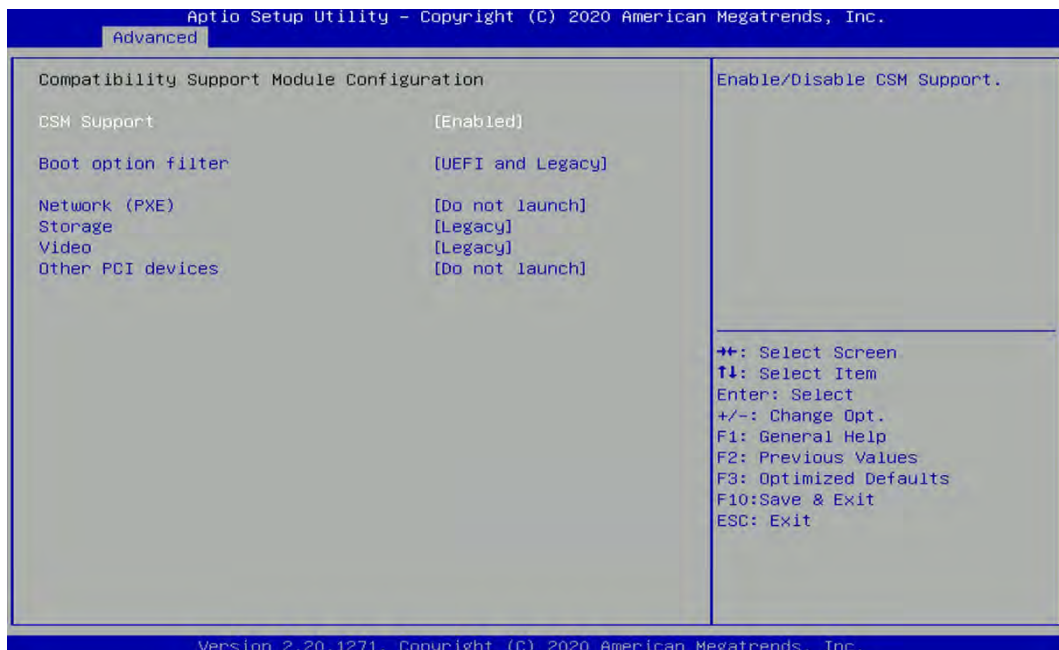 Aptio Setup Utility – Copyright (C) 2020 American Megatrends, Inc.
Advanced
Compatibility Support Module Configuration
CSM Support [Enabled]
Boot option filter [UEFI and Legacy]
Network (PXE) [Do not launch]
Storage [Legacy]
Video [Legacy]
Other PCI devices [Do not launch]
Enable/Disable CSM Support.
→←: Select Screen
↑↓: Select Item
Enter: Select
+/-: Change Opt.
F1: General Help
F2: Previous Values
F3: Optimized Defaults
F10:Save & Exit
ESC: Exit
Version 2.20.1271. Copyright (C) 2020 American Megatrends, Inc.